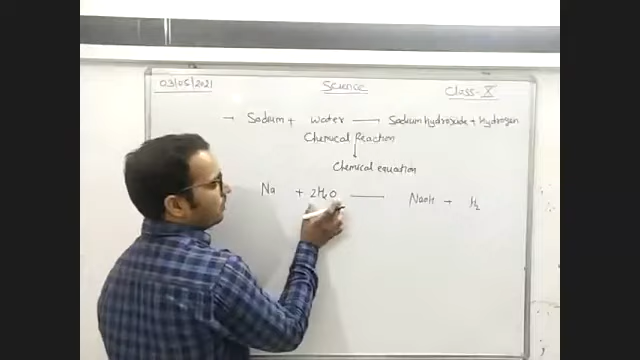 03/05/2021 Science Class-X
→ Sodium + water → Sodium hydroxide + Hydrogen
Chemical Reaction
↓
Chemical equation
Na + 2H₂O → NaOH + H₂